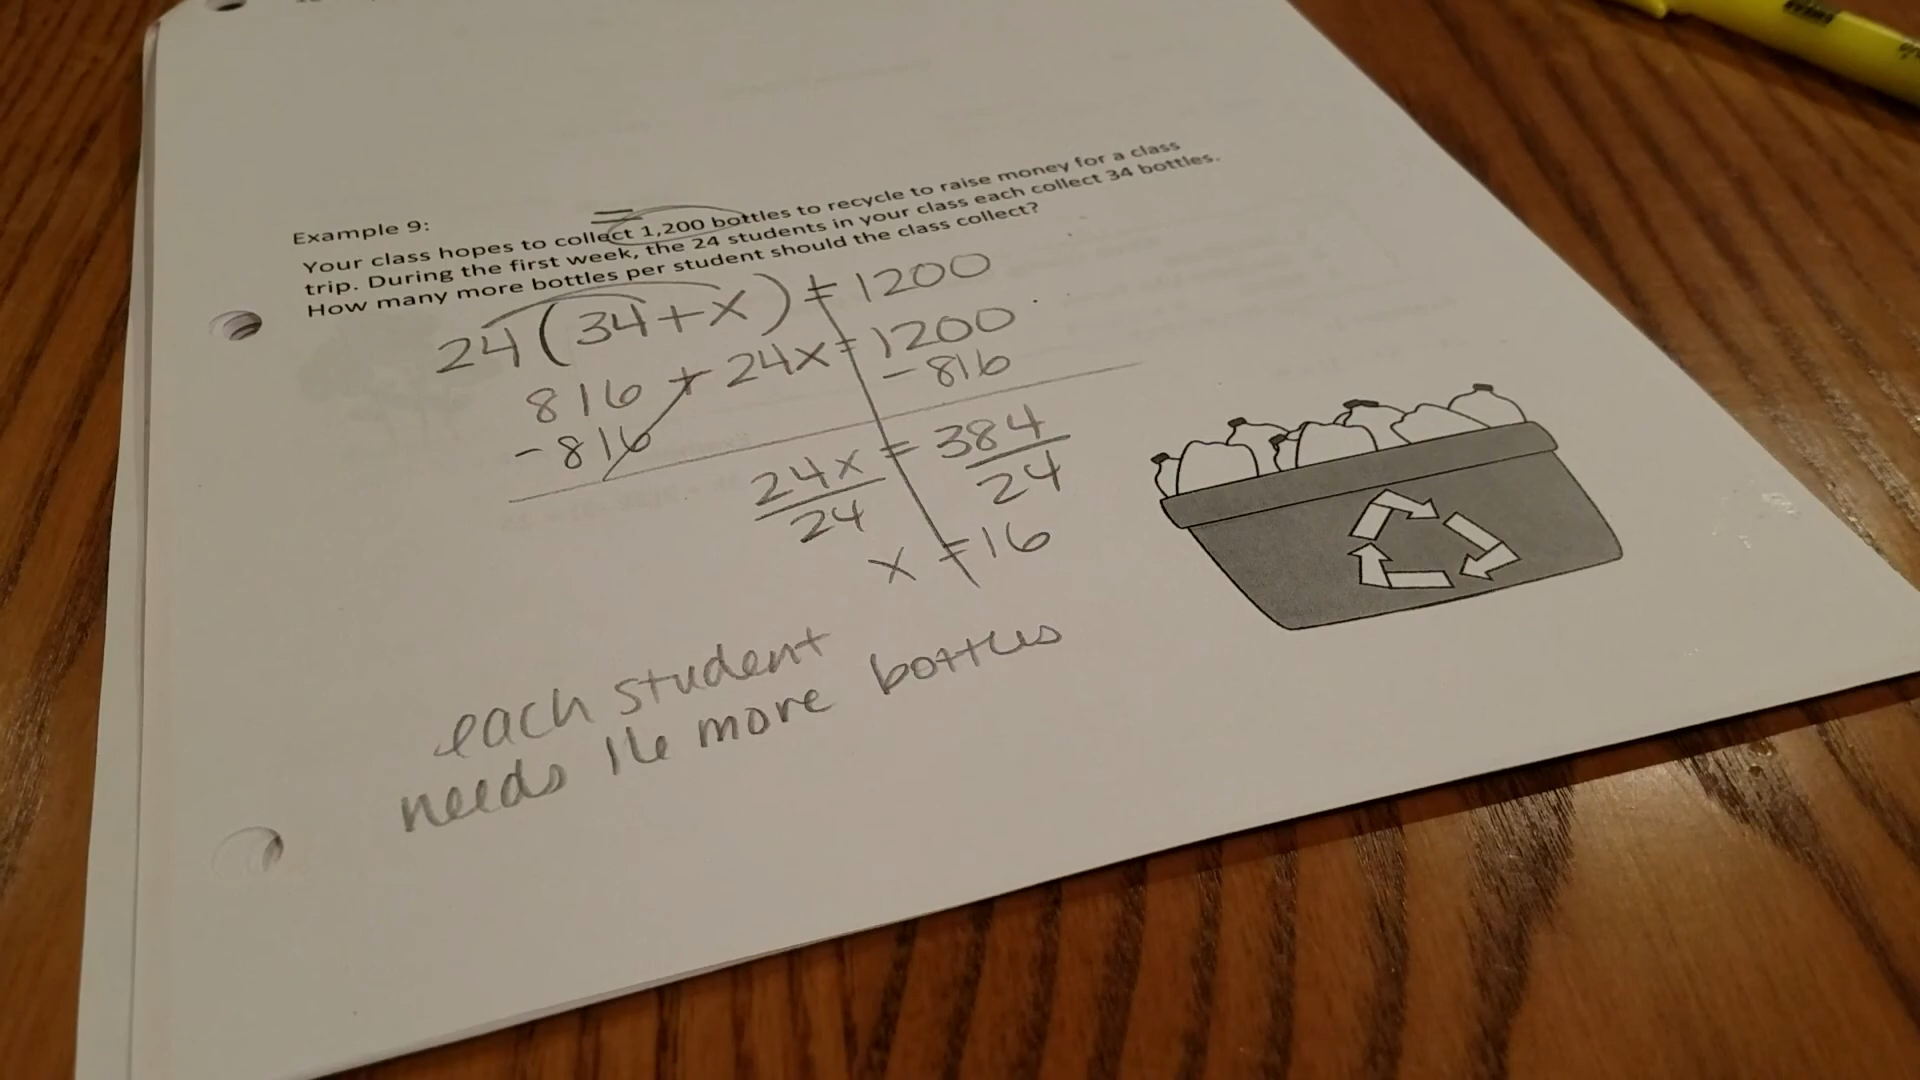 Example 9:
Your class hopes to collect 1,200 bottles to recycle to raise money for a class
trip. During the first week, the 24 students in your class each collect 34 bottles.
How many more bottles per student should the class collect?
=
24(34+x) = 1200
816 + 24x = 1200
-816 -816
24x = 384
24 24
x = 16
each student
needs 16 more bottles